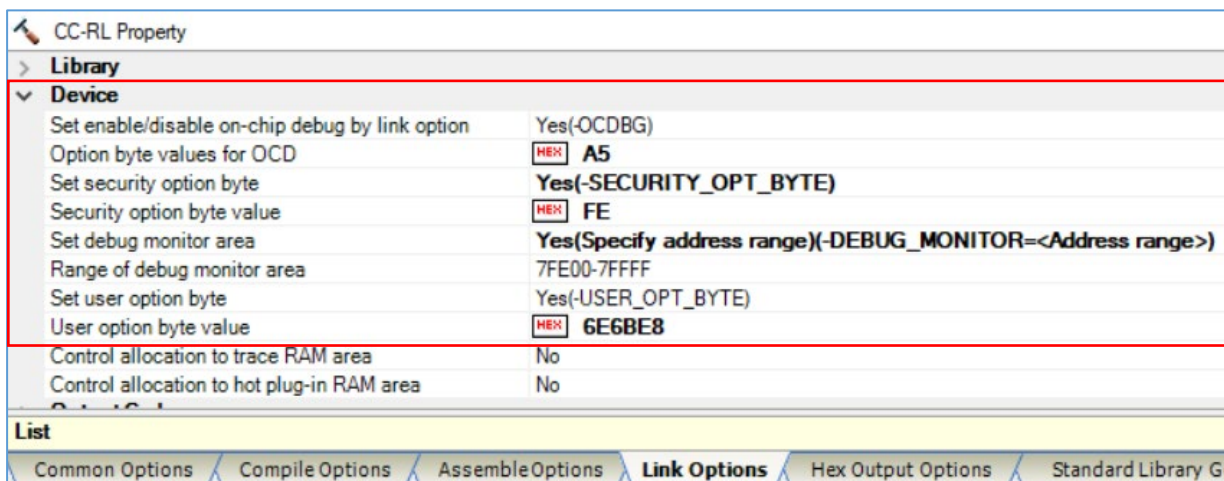 CC-RL Property
Library
Device
Set enable/disable on-chip debug by link option Yes(-OCDBG)
Option byte values for OCD HEX A5
Set security option byte Yes(-SECURITY_OPT_BYTE)
Security option byte value HEX FE
Set debug monitor area Yes(Specify address range)(-DEBUG_MONITOR=<Address range>)
Range of debug monitor area 7FE00-7FFFF
Set user option byte Yes(-USER_OPT_BYTE)
User option byte value HEX 6E6BE8
Control allocation to trace RAM area No
Control allocation to hot plug-in RAM area No
List
Common Options Compile Options Assemble Options Link Options Hex Output Options Standard Library G